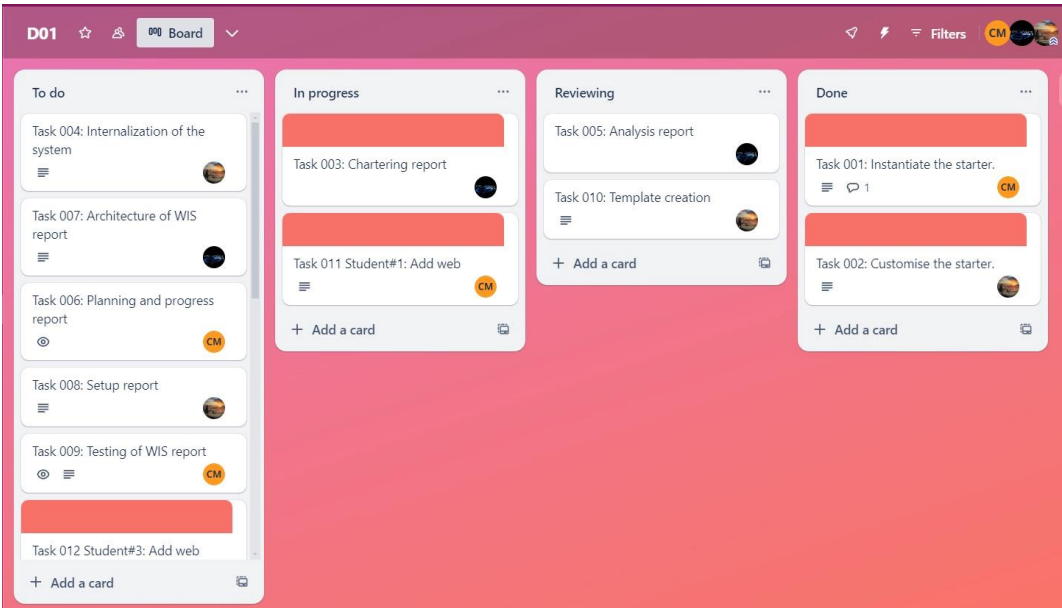 D01
Board
Filters
CM
To do
Task 004: Internalization of the
system
Task 007: Architecture of WIS
report
Task 006: Planning and progress
report
CM
Task 008: Setup report
Task 009: Testing of WIS report
CM
Task 012 Student#3: Add web
+ Add a card
In progress
Task 003: Chartering report
Task 011 Student#1: Add web
CM
+ Add a card
Reviewing
Task 005: Analysis report
Task 010: Template creation
+ Add a card
Done
Task 001: Instantiate the starter.
1
CM
Task 002: Customise the starter.
+ Add a card